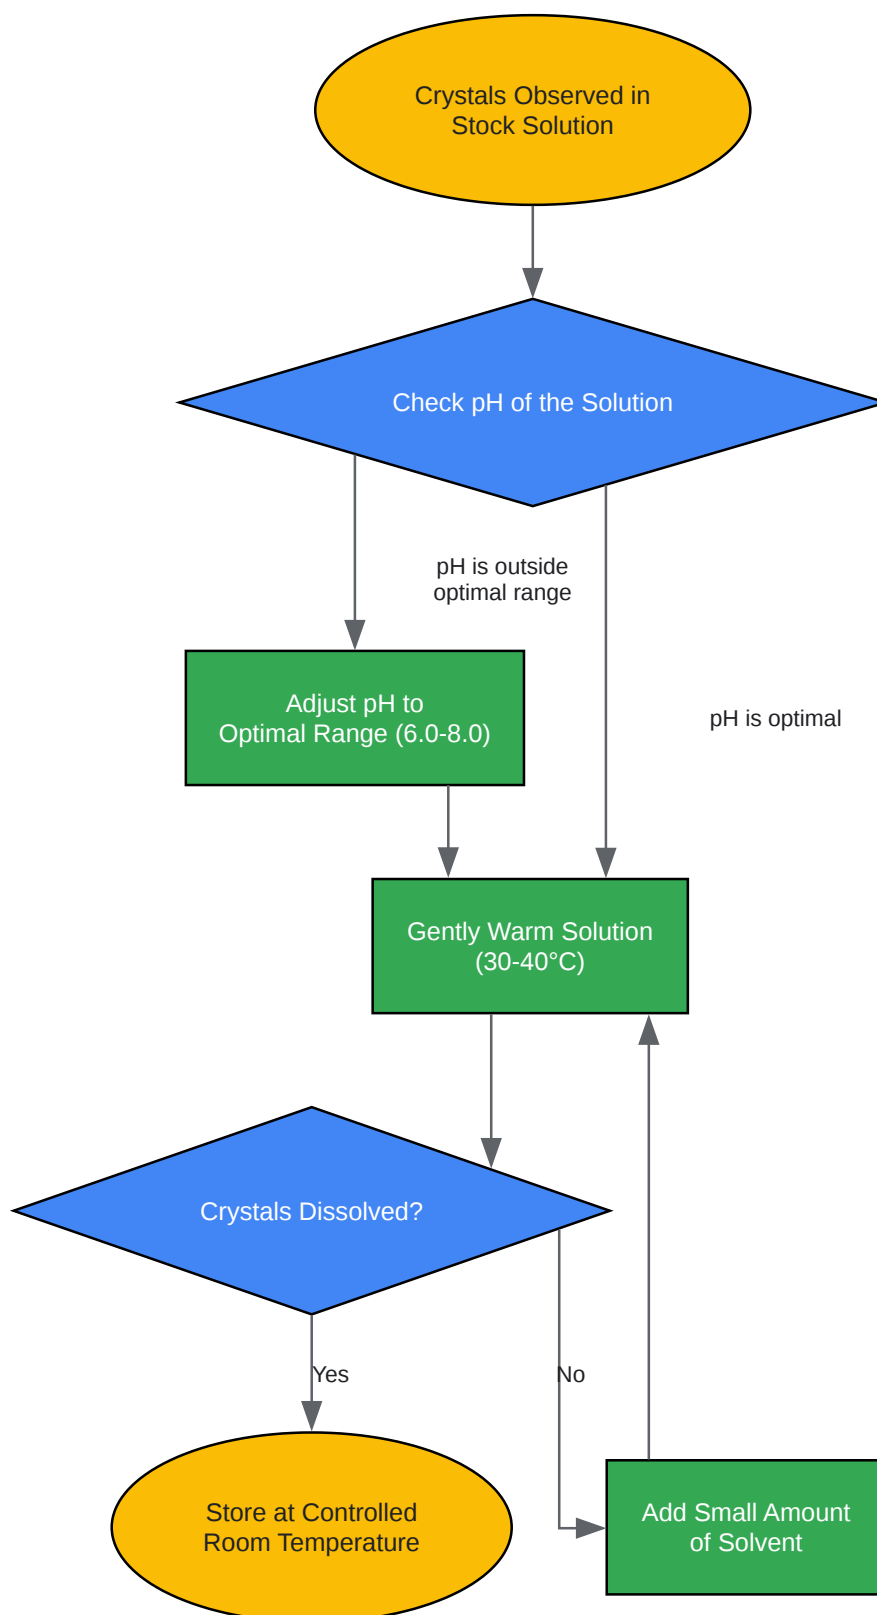 Crystals Observed in
Stock Solution
Check pH of the Solution
pH is outside
optimal range
Adjust pH to
Optimal Range (6.0-8.0)
pH is optimal
Gently Warm Solution
(30-40°C)
Crystals Dissolved?
Yes
No
Store at Controlled
Room Temperature
Add Small Amount
of Solvent